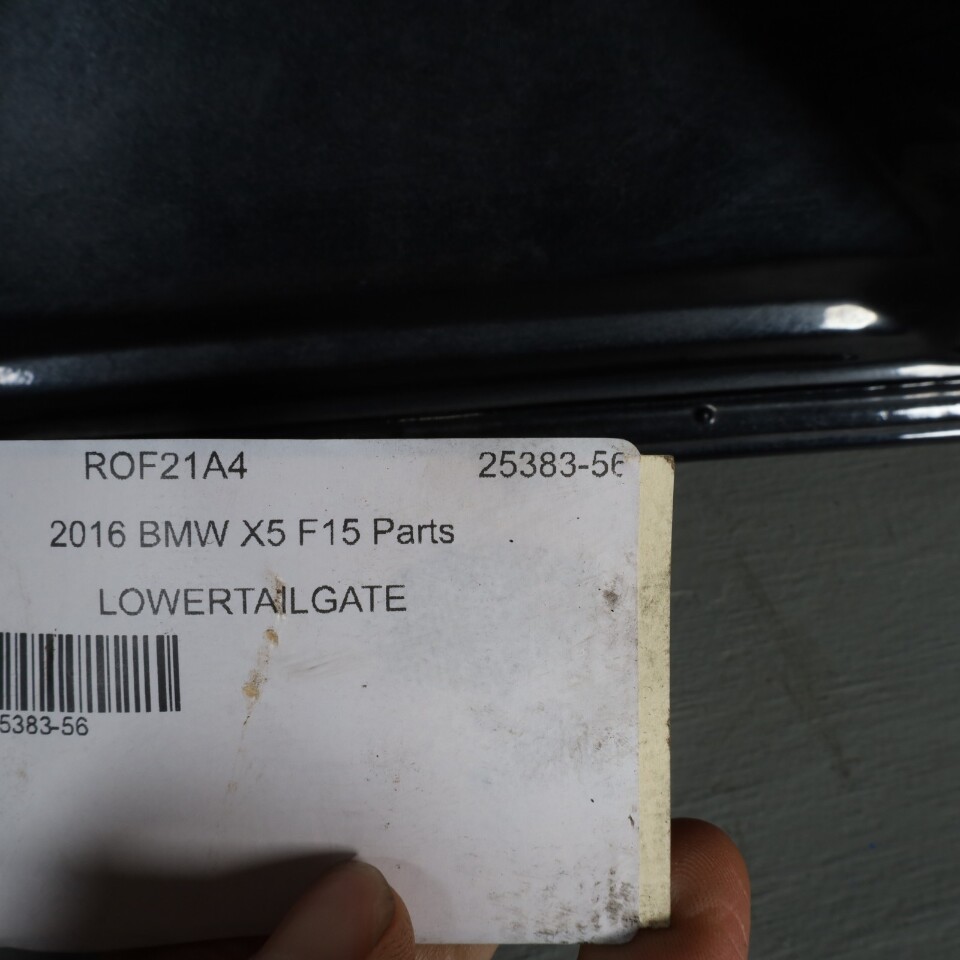 ROF21A4 25383-56
2016 BMW X5 F15 Parts
LOWERTAILGATE
5383-56